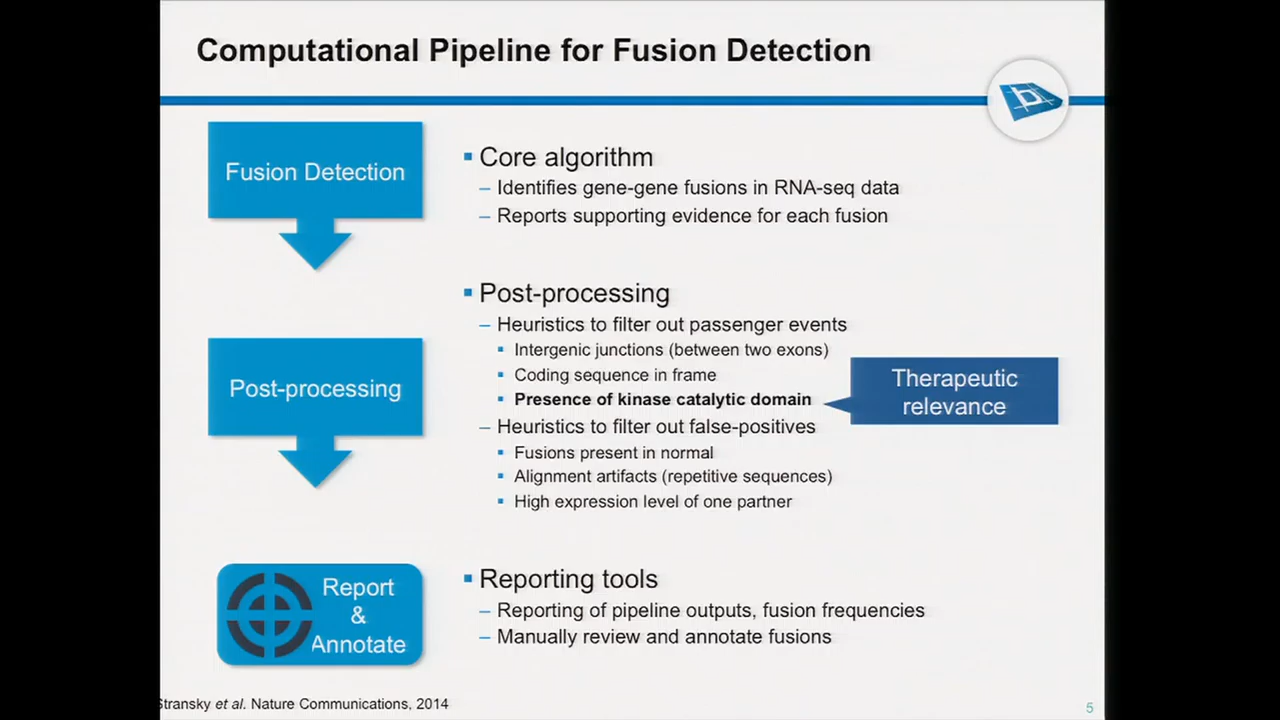 Computational Pipeline for Fusion Detection
Fusion Detection
Core algorithm
– Identifies gene-gene fusions in RNA-seq data
– Reports supporting evidence for each fusion
Post-processing
Post-processing
– Heuristics to filter out passenger events
Intergenic junctions (between two exons)
Coding sequence in frame
Presence of kinase catalytic domain
Therapeutic
relevance
– Heuristics to filter out false-positives
Fusions present in normal
Alignment artifacts (repetitive sequences)
High expression level of one partner
Report
&
Annotate
Reporting tools
– Reporting of pipeline outputs, fusion frequencies
– Manually review and annotate fusions
Stransky et al. Nature Communications, 2014
5